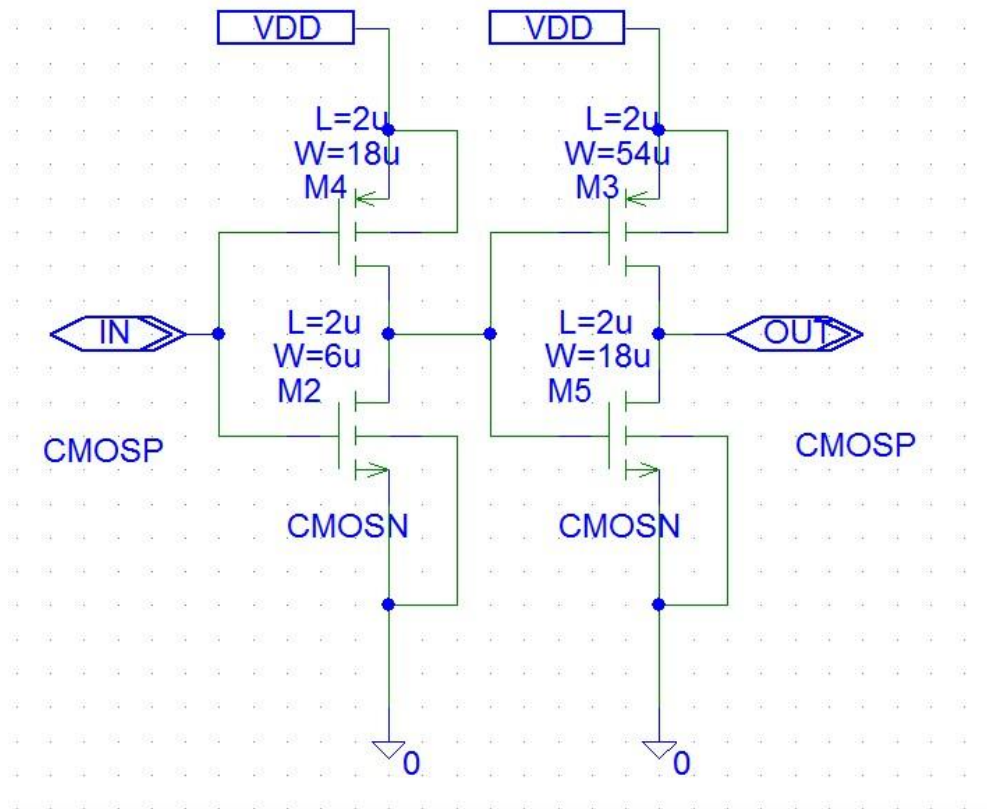 VDD
VDD
L=2u
W=18u
M4
L=2u
W=54u
M3
IN
L=2u
W=6u
M2
L=2u
W=18u
M5
OUT
CMOSP
CMOSP
CMOSN
CMOSN
0
0